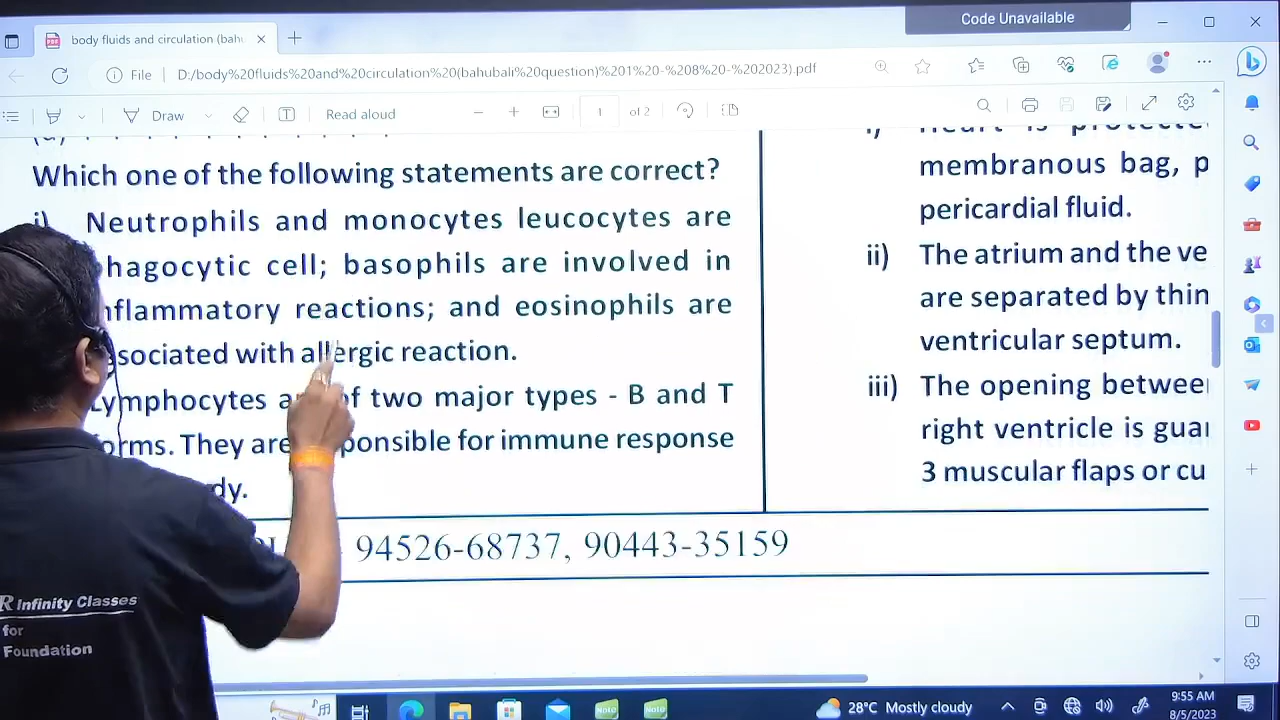 Code Unavailable
body fluids and circulation (bahu
File D:/body%20fluids%20and%20circulation%20(bahubali%20question)%201%20-%208%20-%202023).pdf
Draw Read aloud 1 of 2
Which one of the following statements are correct?
i) Neutrophils and monocytes leucocytes are
hagocytic cell; basophils are involved in
nflammatory reactions; and eosinophils are
sociated with allergic reaction.
Lymphocytes of two major types - B and T
orms. They are ponsible for immune response
dy.
94526-68737, 90443-35159
i) Heart is protecte
membranous bag, p
pericardial fluid.
ii) The atrium and the ve
are separated by thin
ventricular septum.
iii) The opening between
right ventricle is guar
3 muscular flaps or cu
R Infinity Classes
for
Foundation
28°C Mostly cloudy
9:55 AM
8/5/2023